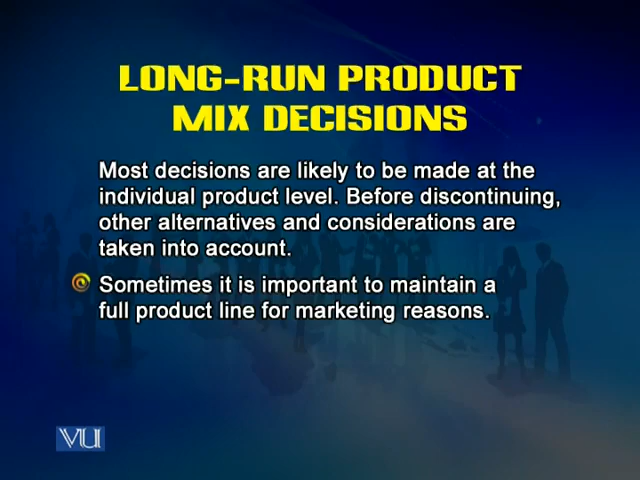 LONG-RUN PRODUCT
MIX DECISIONS
Most decisions are likely to be made at the
individual product level. Before discontinuing,
other alternatives and considerations are
taken into account.
Sometimes it is important to maintain a
full product line for marketing reasons.
VU